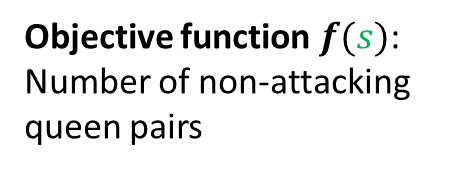 Objective function f(s):
Number of non-attacking
queen pairs